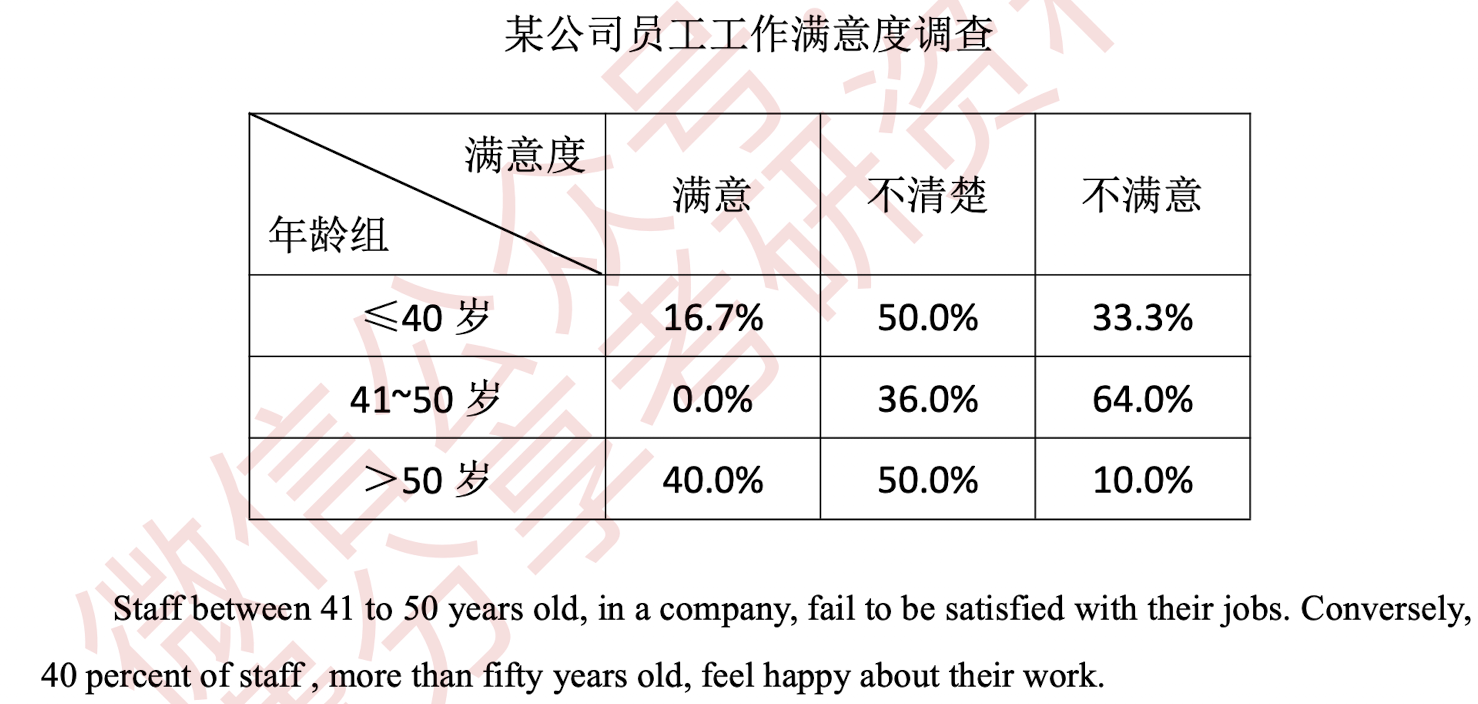 某公司员工工作满意度调查
满意度
年龄组
满意 不清楚 不满意
≤40 岁 16.7% 50.0% 33.3%
41~50 岁 0.0% 36.0% 64.0%
>50 岁 40.0% 50.0% 10.0%
Staff between 41 to 50 years old, in a company, fail to be satisfied with their jobs. Conversely,
40 percent of staff , more than fifty years old, feel happy about their work.
微信公众号:
分享考研资料